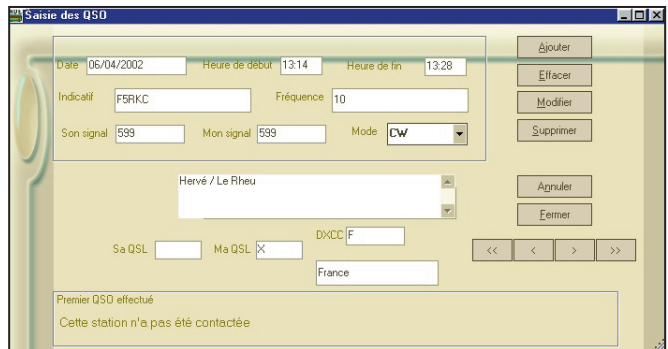 Saisie des QSO
Date 06/04/2002 Heure de début 13:14 Heure de fin 13:28
Indicatif F5RKC Fréquence 10
Son signal 599 Mon signal 599 Mode CW
Ajouter
Effacer
Modifier
Supprimer
Hervé / Le Rheu
Annuler
Fermer
Sa QSL Ma QSL X DXCC F
France
<< < > >>
Premier QSO effectué
Cette station n'a pas été contactée